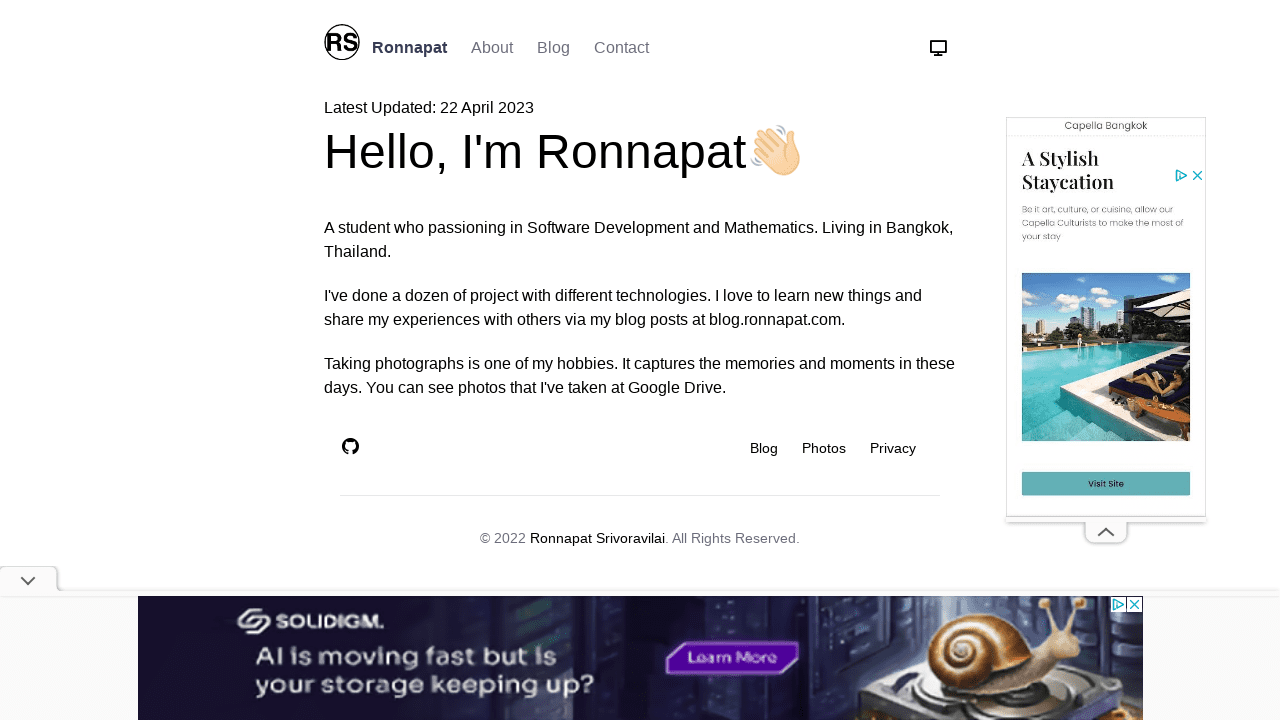 RS Ronnapat About Blog Contact
Latest Updated: 22 April 2023
Hello, I'm Ronnapat👋🏻
A student who passioning in Software Development and Mathematics. Living in Bangkok,
Thailand.
I've done a dozen of project with different technologies. I love to learn new things and
share my experiences with others via my blog posts at blog.ronnapat.com.
Taking photographs is one of my hobbies. It captures the memories and moments in these
days. You can see photos that I've taken at Google Drive.
Blog Photos Privacy
© 2022 Ronnapat Srivoravilai. All Rights Reserved.
Capella Bangkok
A Stylish
Staycation
Be it art, culture, or cuisine, allow our
Capella Culturists to make the most of
your stay
Visit Site
SOLIDIGM.
AI is moving fast but is
your storage keeping up?
Learn More